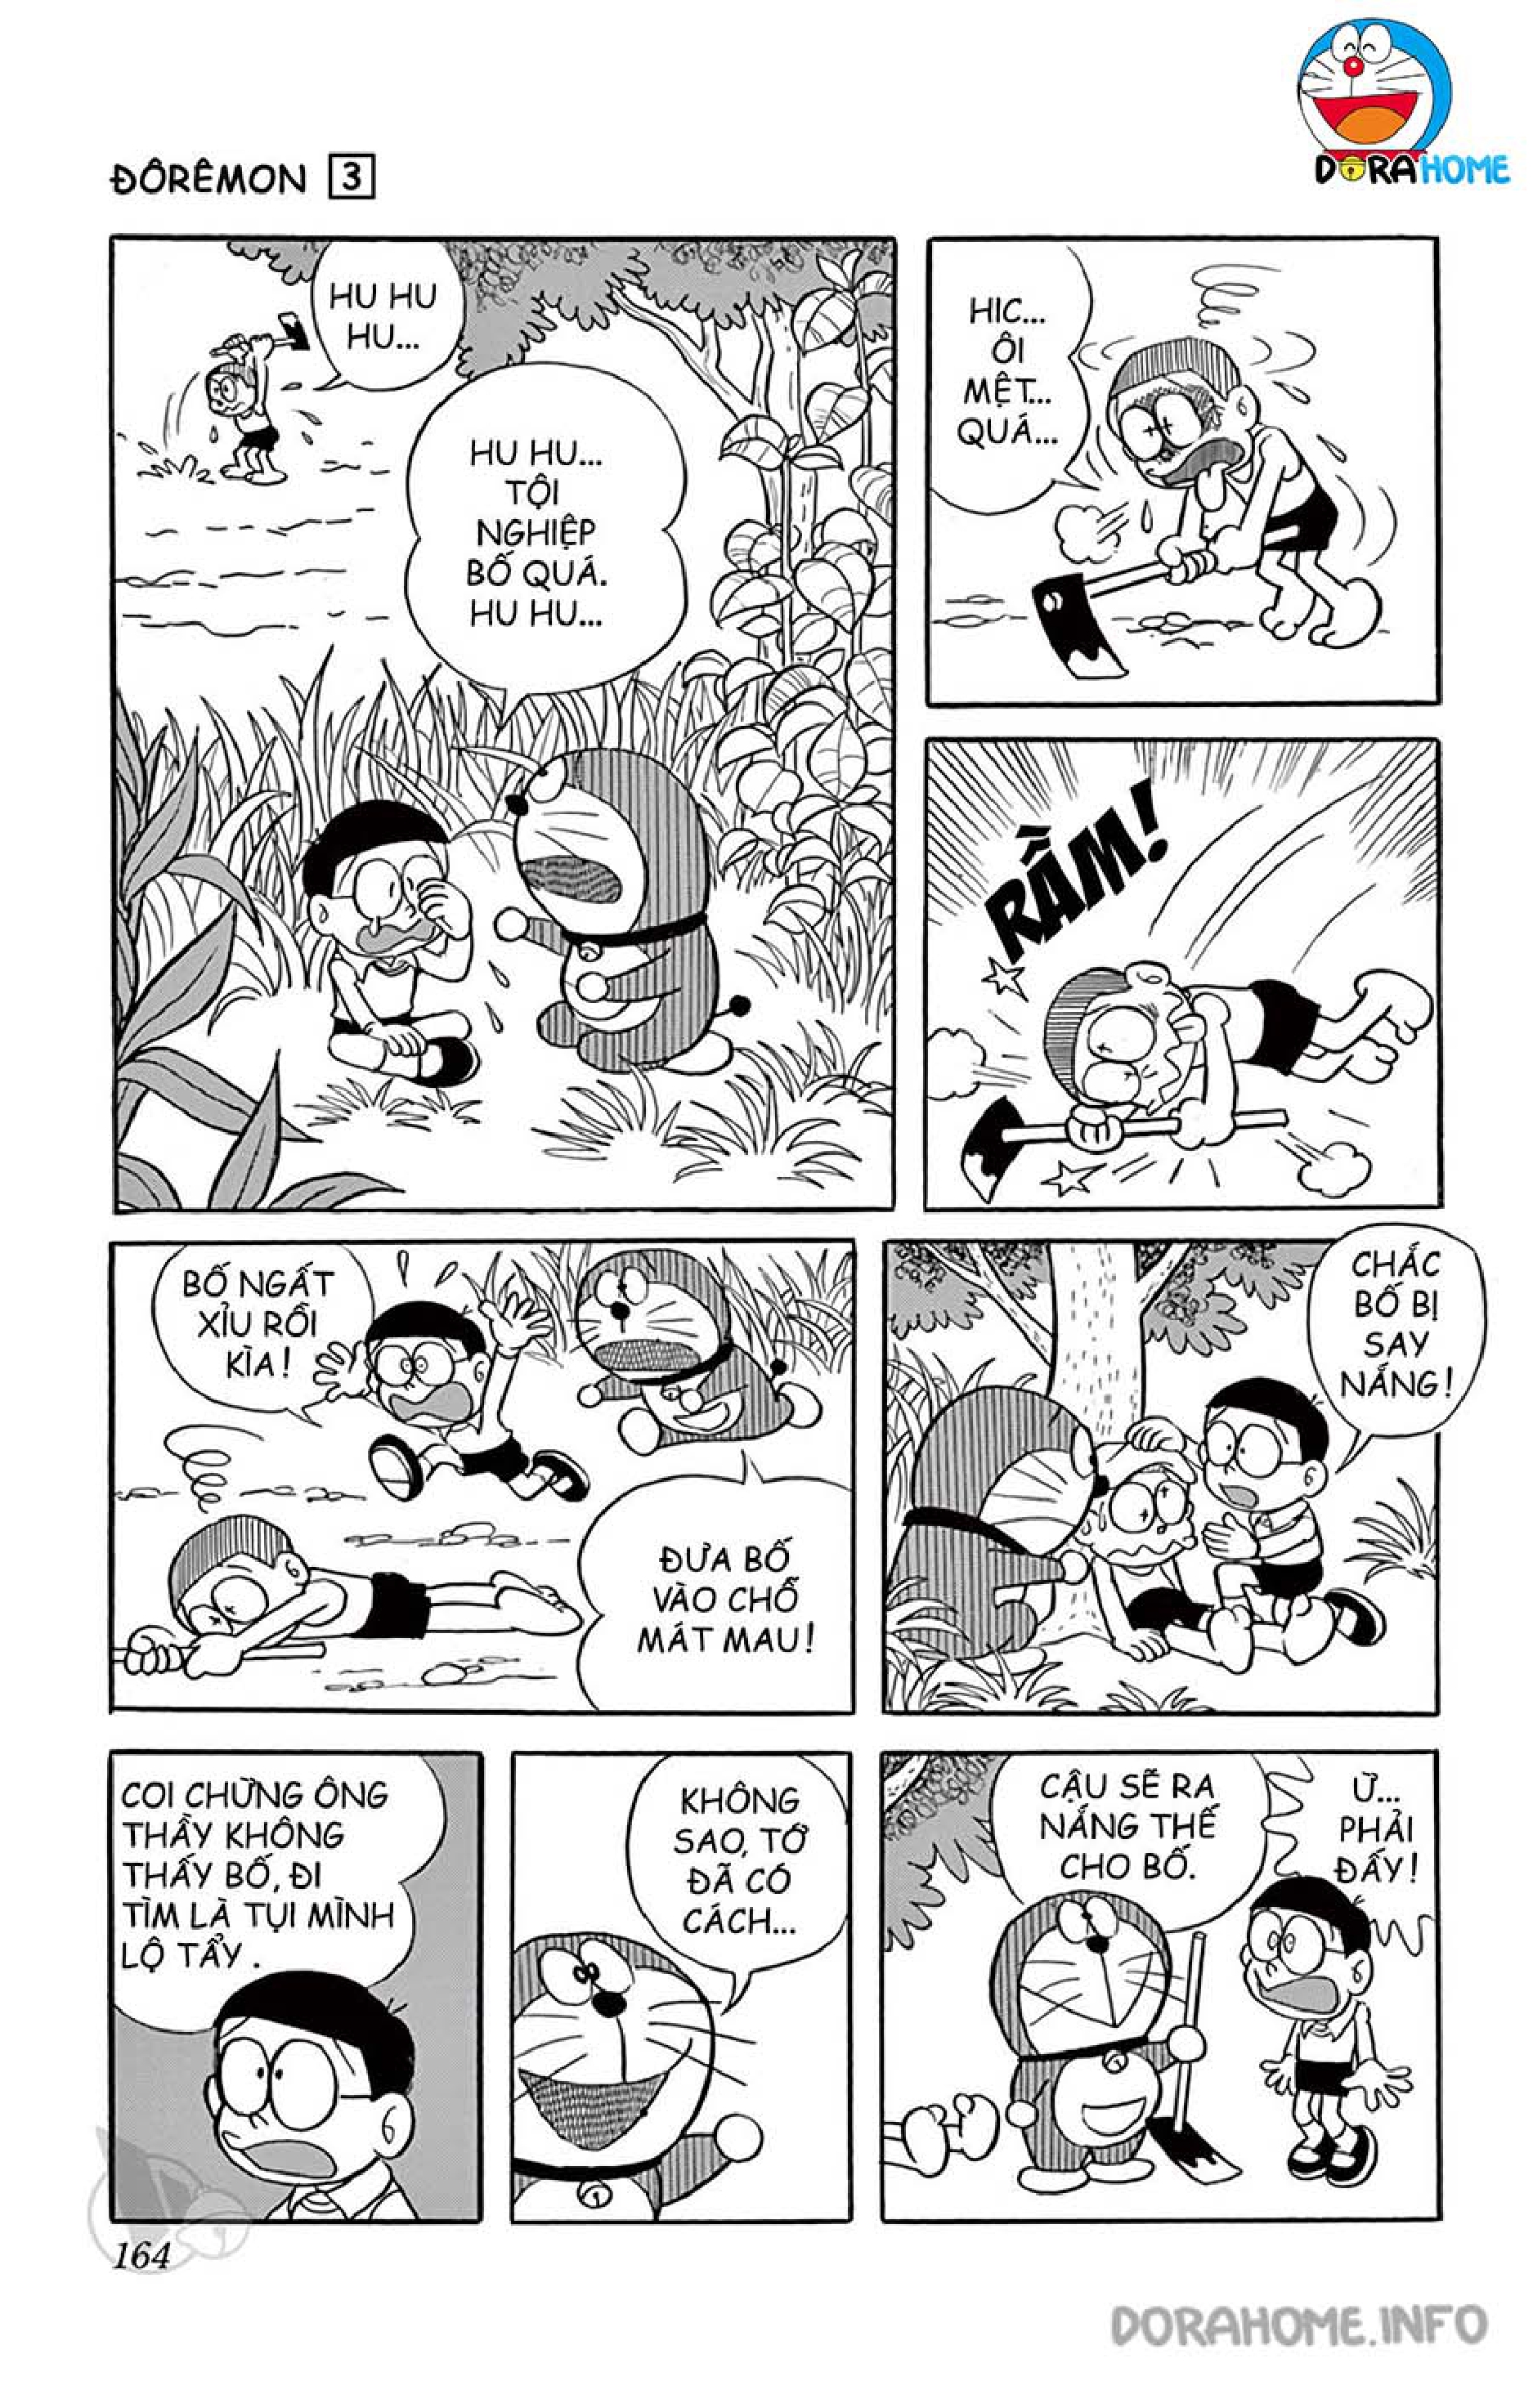 DORAHOME
ĐÔRÊMON 3
HU HU
HU...
HU HU...
TỘI
NGHIỆP
BỐ QUÁ.
HU HU...
HIC...
ÔI
MỆT...
QUÁ...
RẦM!
BỐ NGẤT
XỈU RỒI
KÌA!
ĐƯA BỐ
VÀO CHỖ
MÁT MAU!
CHẮC
BỐ BỊ
SAY
NẮNG!
COI CHỪNG ÔNG
THẦY KHÔNG
THẤY BỐ, ĐI
TÌM LÀ TỤI MÌNH
LỘ TẨY.
KHÔNG
SAO, TỚ
ĐÃ CÓ
CÁCH...
CẬU SẼ RA
NẮNG THẾ
CHO BỐ.
Ừ...
PHẢI
ĐẤY!
164
DORAHOME.INFO